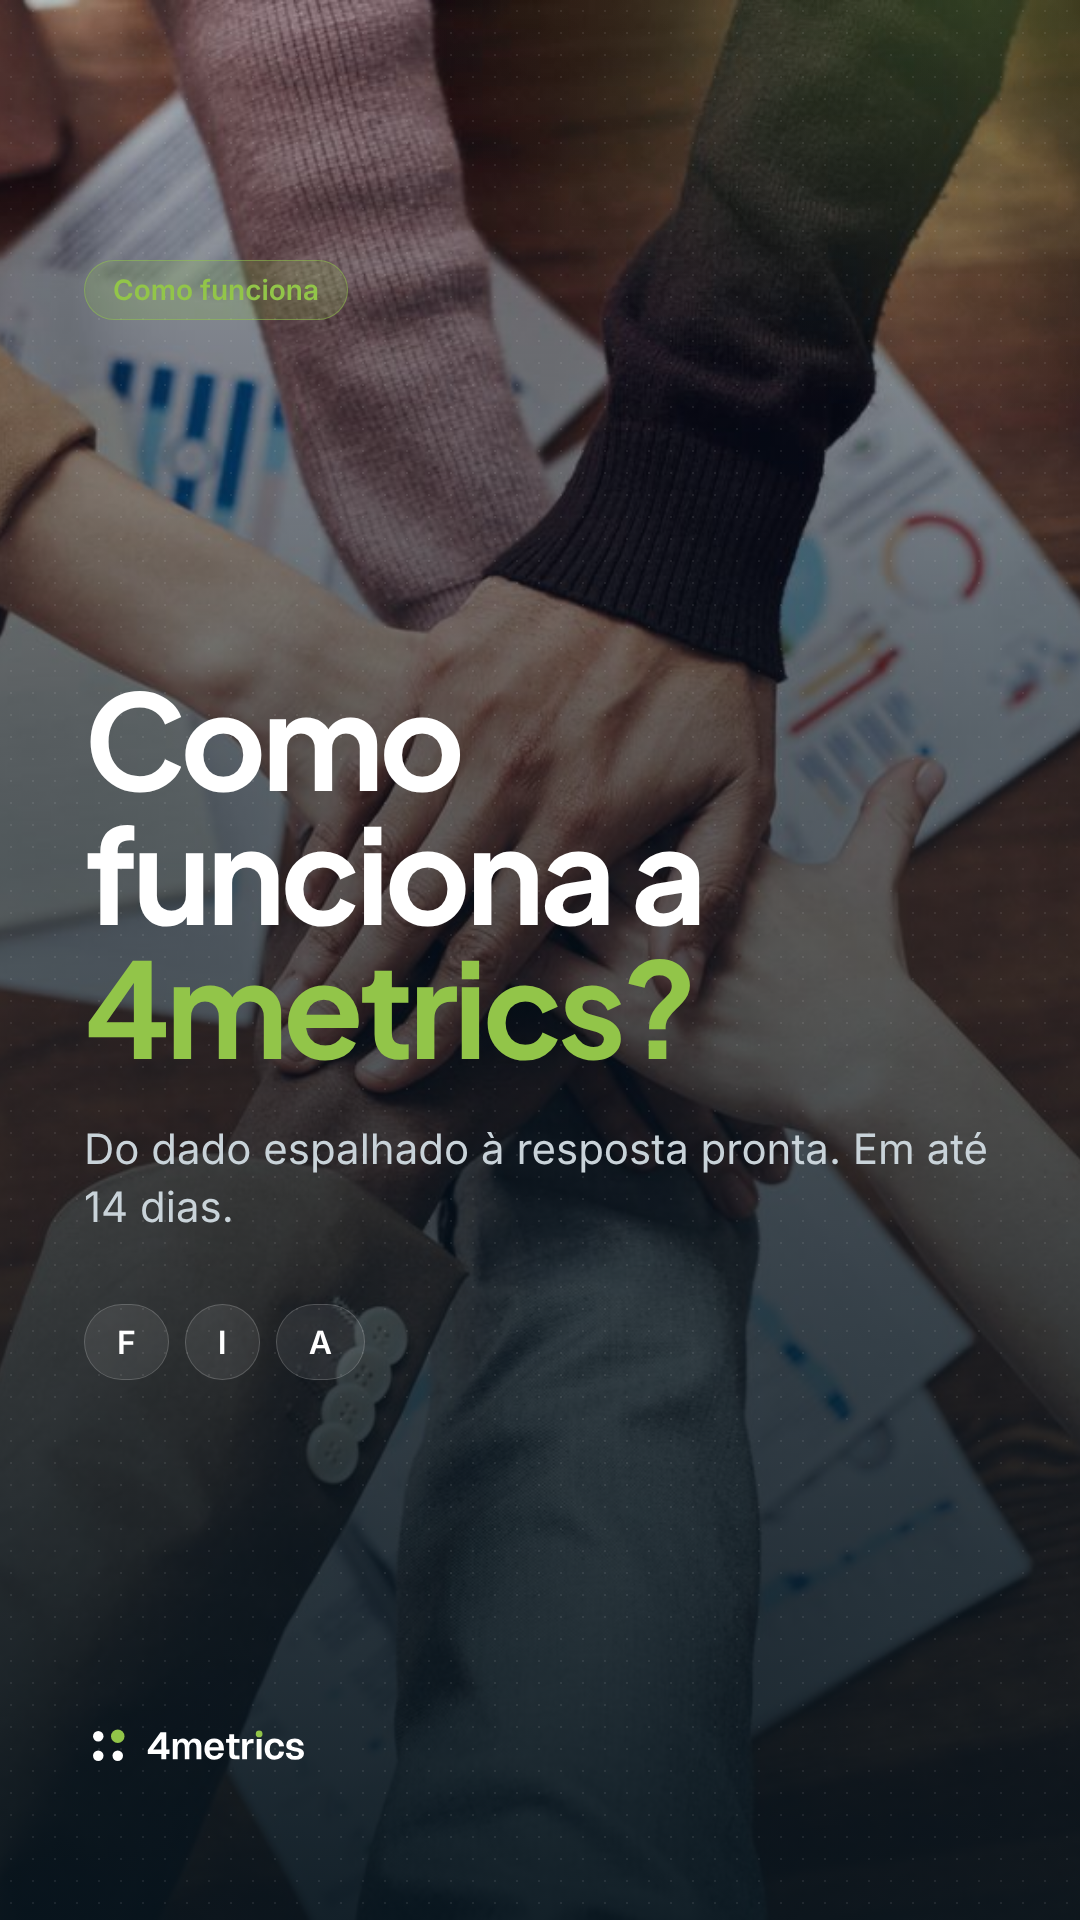 Como funciona
Como
funciona a
4metrics?
Do dado espalhado à resposta pronta. Em até
14 dias.
F I A
4metrics